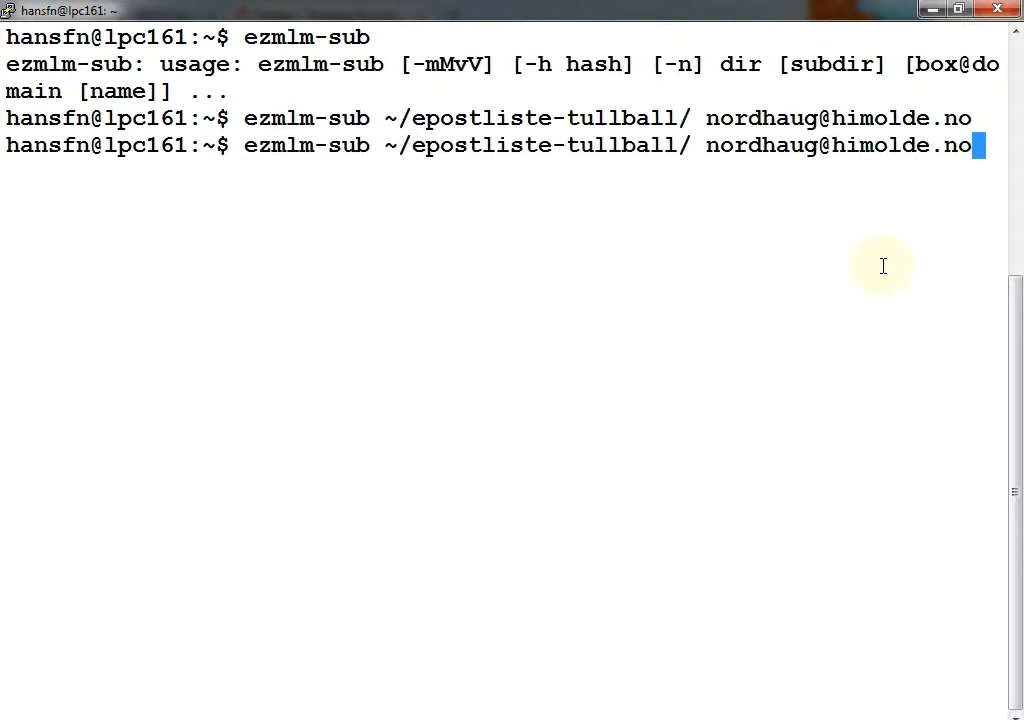 hansfn@lpc161: ~
hansfn@lpc161:~$ ezmlm-sub
ezmlm-sub: usage: ezmlm-sub [-mMvV] [-h hash] [-n] dir [subdir] [box@do
main [name]] ...
hansfn@lpc161:~$ ezmlm-sub ~/epostliste-tullball/ nordhaug@himolde.no
hansfn@lpc161:~$ ezmlm-sub ~/epostliste-tullball/ nordhaug@himolde.no